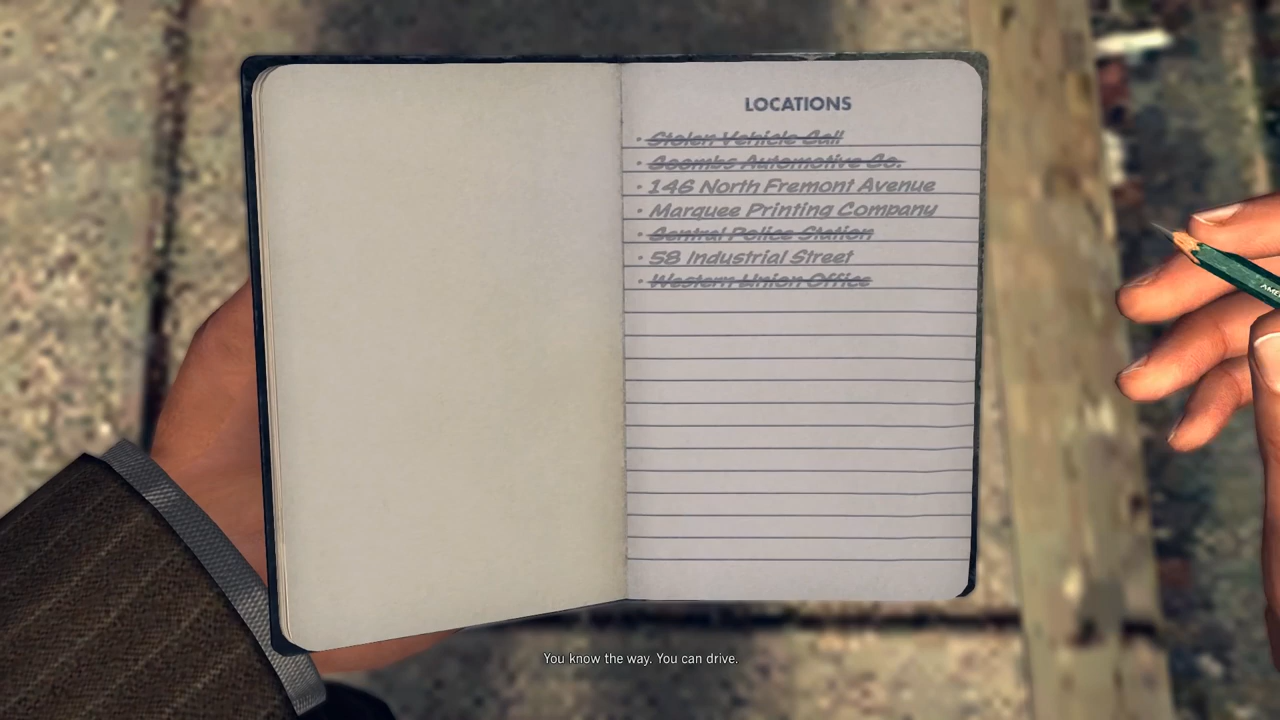 LOCATIONS
· Stolen Vehicle Call
· Coombs Automotive Co.
· 146 North Fremont Avenue
· Marquee Printing Company
· Central Police Station
· 58 Industrial Street
· Western Union Office
You know the way. You can drive.